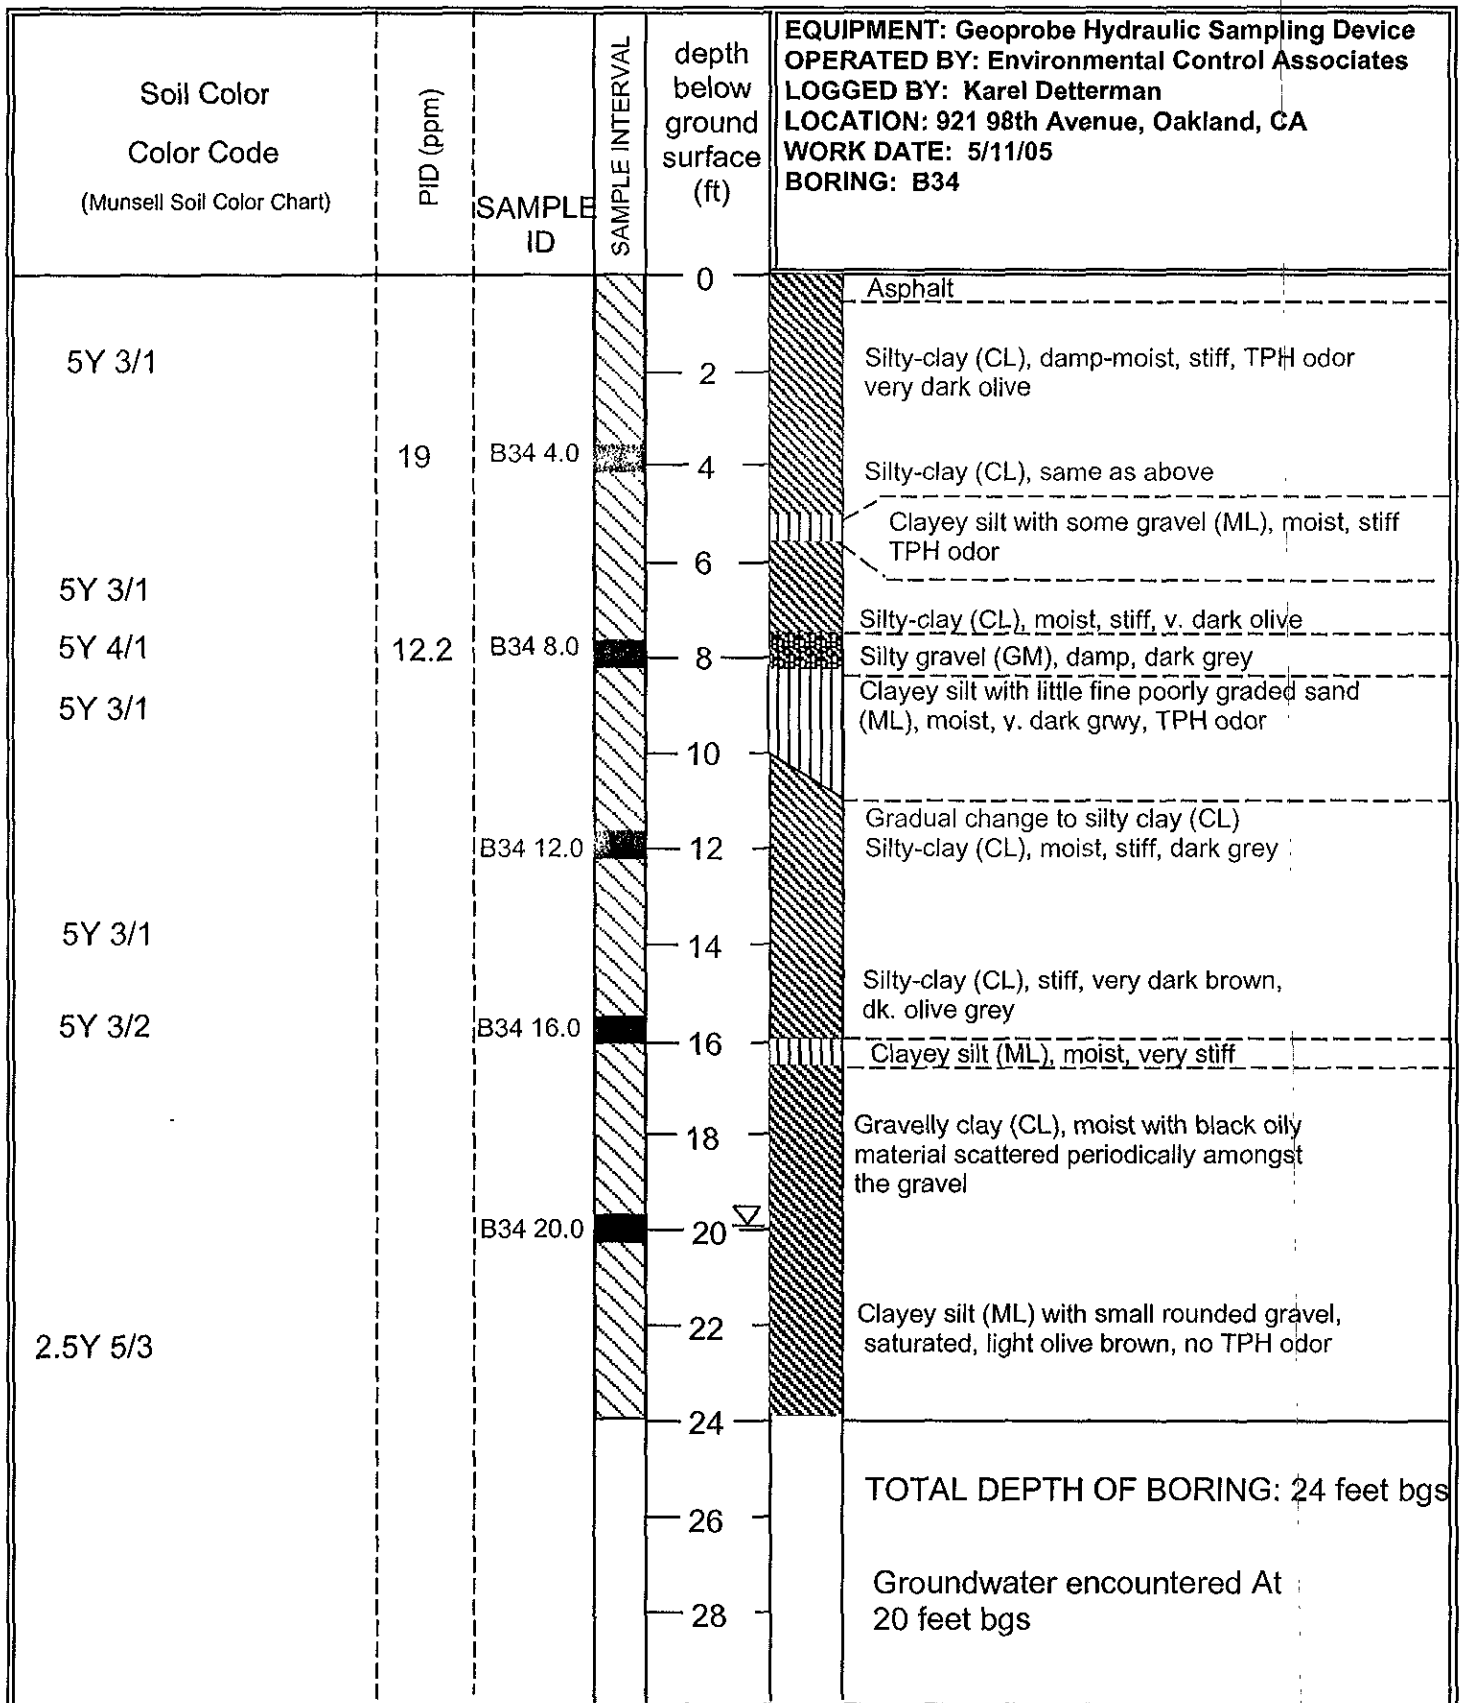 Soil Color
Color Code
(Munsell Soil Color Chart)
PID (ppm)
SAMPLE
ID
SAMPLE INTERVAL
depth
below
ground
surface
(ft)
EQUIPMENT: Geoprobe Hydraulic Sampling Device
OPERATED BY: Environmental Control Associates
LOGGED BY: Karel Detterman
LOCATION: 921 98th Avenue, Oakland, CA
WORK DATE: 5/11/05
BORING: B34
0
Asphalt
5Y 3/1
2
Silty-clay (CL), damp-moist, stiff, TPH odor
very dark olive
19
B34 4.0
4
Silty-clay (CL), same as above
Clayey silt with some gravel (ML), moist, stiff
TPH odor
6
5Y 3/1
Silty-clay (CL), moist, stiff, v. dark olive
5Y 4/1
12.2
B34 8.0
8
Silty gravel (GM), damp, dark grey
5Y 3/1
Clayey silt with little fine poorly graded sand
(ML), moist, v. dark grwy, TPH odor
10
Gradual change to silty clay (CL)
B34 12.0
12
Silty-clay (CL), moist, stiff, dark grey
5Y 3/1
14
Silty-clay (CL), stiff, very dark brown,
dk. olive grey
5Y 3/2
B34 16.0
16
Clayey silt (ML), moist, very stiff
18
Gravelly clay (CL), moist with black oily
material scattered periodically amongst
the gravel
B34 20.0
20
22
Clayey silt (ML) with small rounded gravel,
saturated, light olive brown, no TPH odor
2.5Y 5/3
24
TOTAL DEPTH OF BORING: 24 feet bgs
26
Groundwater encountered At
20 feet bgs
28